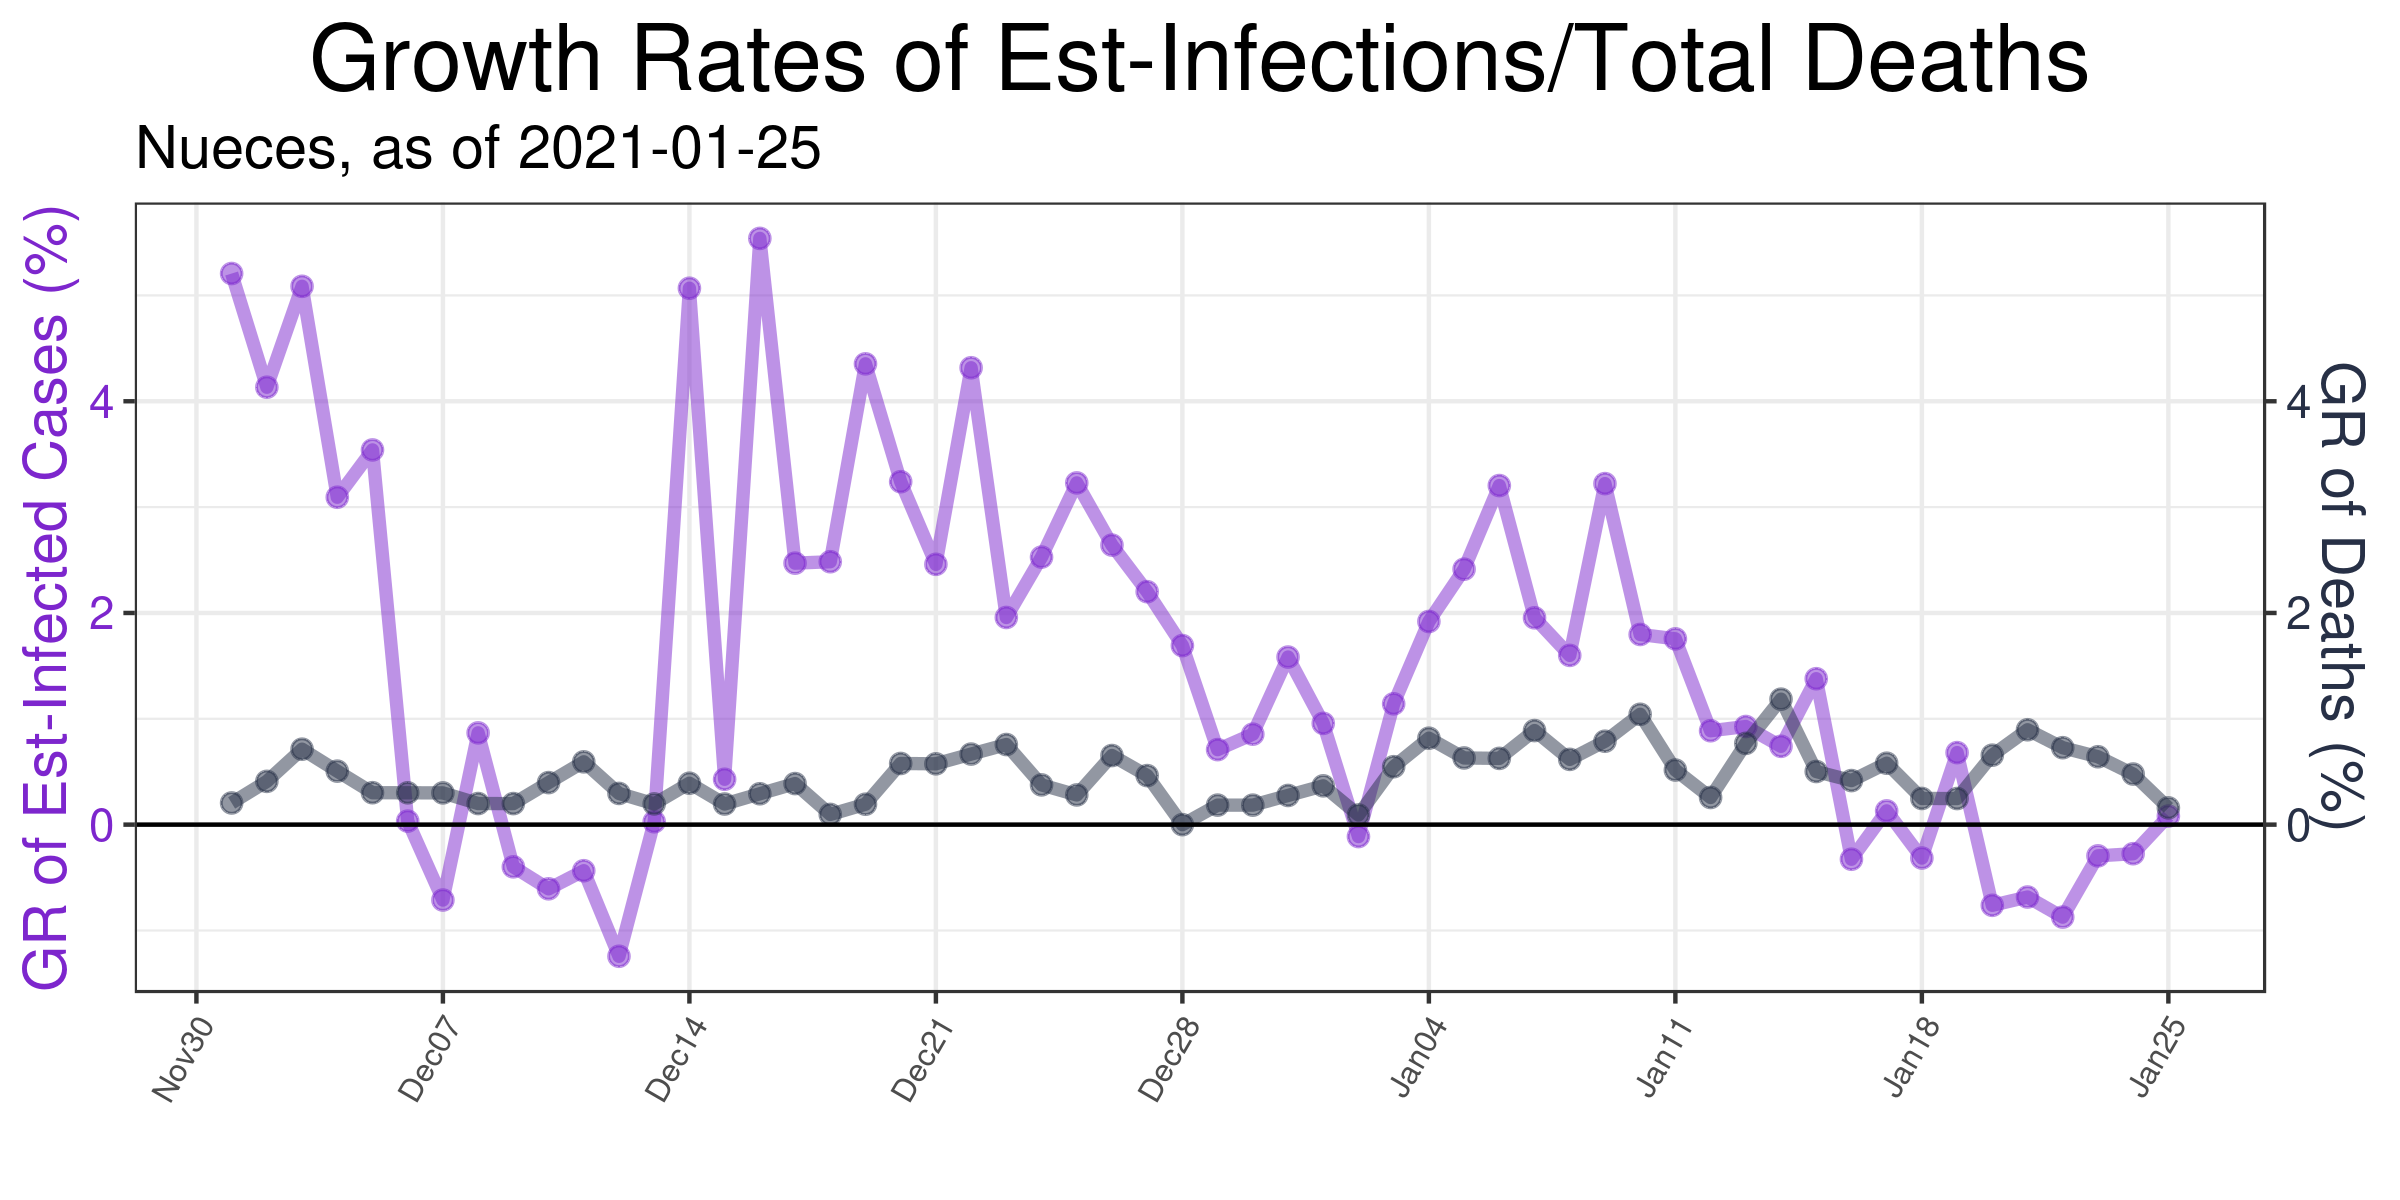 Growth Rates of Est-Infections/Total Deaths
Nueces, as of 2021-01-25
GR of Est-Infected Cases (%)
4
2
0
4
2
0
GR of Deaths (%)
Nov30
Dec07
Dec14
Dec21
Dec28
Jan04
Jan11
Jan18
Jan25